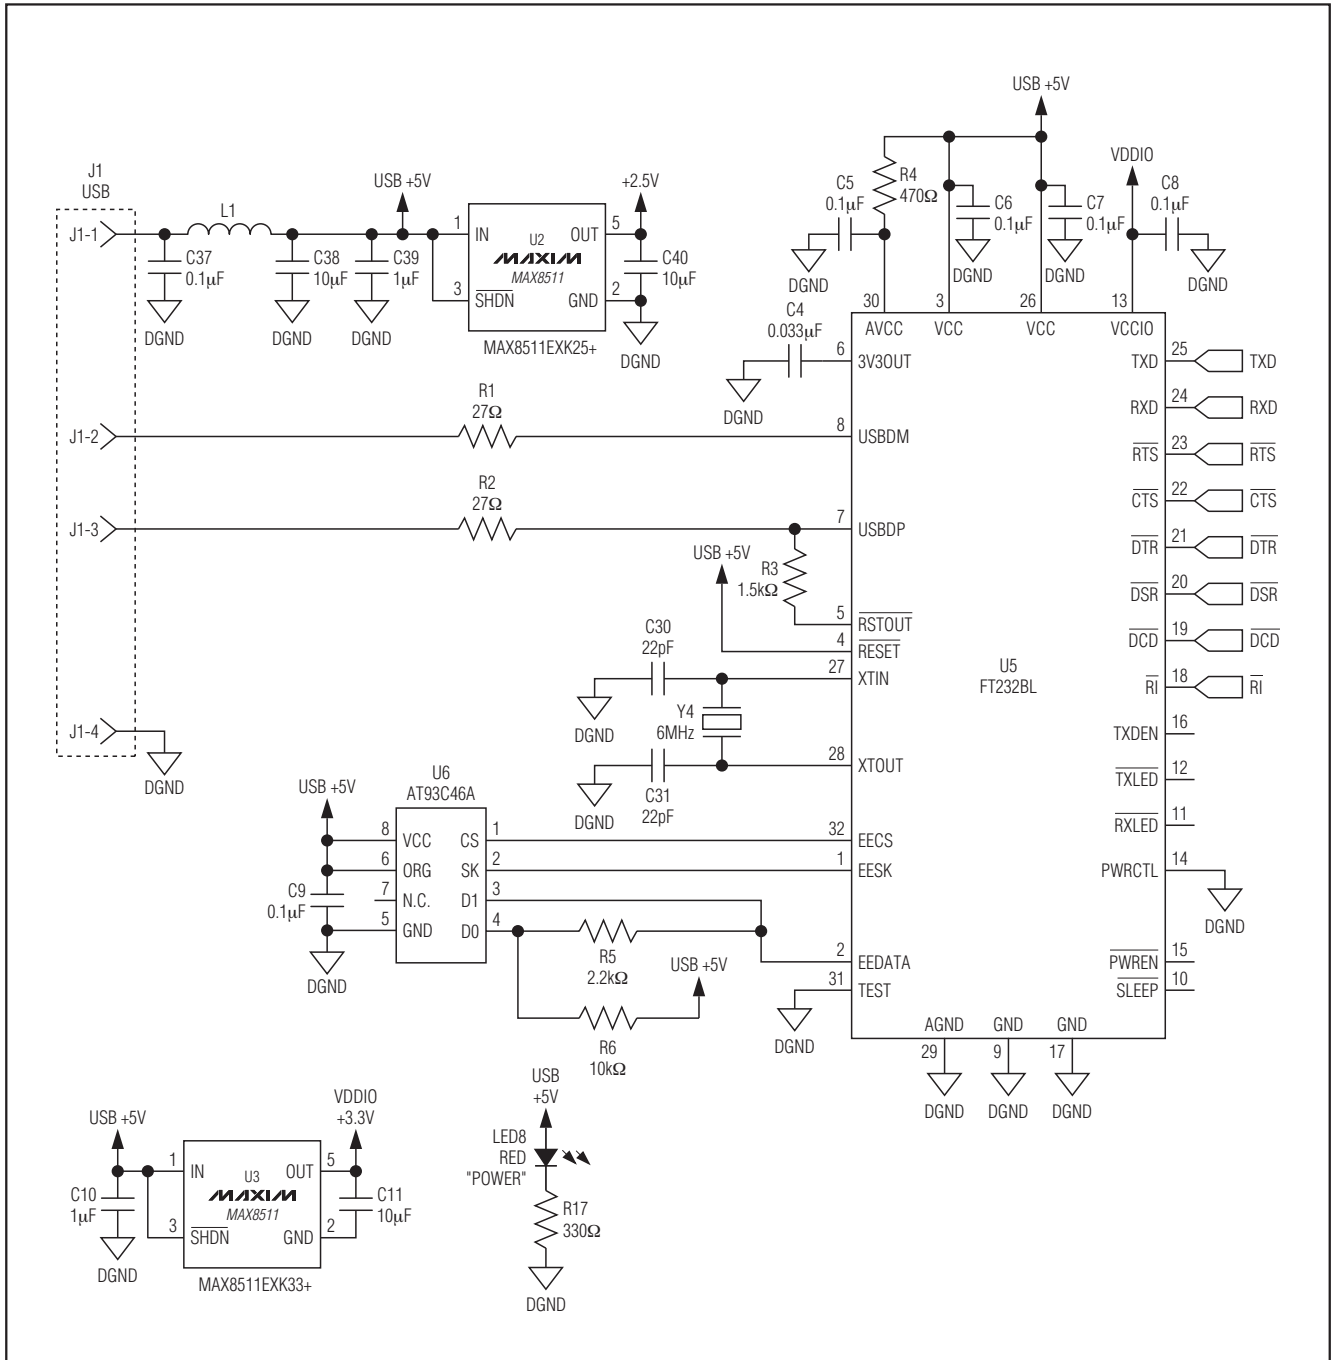 J1
USB
J1-1
J1-2
J1-3
J1-4
L1
C37
0.1μF
DGND
C38
10μF
DGND
C39
1μF
DGND
USB +5V
1
IN
3
SHDN
U2
MAXIM
MAX8511
OUT
5
GND
2
MAX8511EXK25+
+2.5V
C40
10μF
DGND
R1
27Ω
R2
27Ω
DGND
USB +5V
R4
470Ω
C5
0.1μF
DGND
C6
0.1μF
DGND
C7
0.1μF
DGND
VDDIO
C8
0.1μF
DGND
C4
0.033μF
DGND
30
AVCC
3
VCC
26
VCC
13
VCCIO
6
3V3OUT
8
USBDM
7
USBDP
R3
1.5kΩ
USB +5V
5
RSTOUT
4
RESET
27
XTIN
C30
22pF
DGND
Y4
6MHz
28
XTOUT
C31
22pF
DGND
32
EECS
1
EESK
2
EEDATA
31
TEST
DGND
U5
FT232BL
TXD
25
TXD
RXD
24
RXD
RTS
23
RTS
CTS
22
CTS
DTR
21
DTR
DSR
20
DSR
DCD
19
DCD
RI
18
RI
TXDEN
16
TXLED
12
RXLED
11
PWRCTL
14
DGND
PWREN
15
SLEEP
10
AGND
29
DGND
GND
9
DGND
GND
17
DGND
U6
AT93C46A
USB +5V
8
VCC
6
ORG
7
N.C.
5
GND
CS
1
SK
2
D1
3
D0
4
C9
0.1μF
DGND
R5
2.2kΩ
R6
10kΩ
USB +5V
USB +5V
C10
1μF
DGND
1
IN
3
SHDN
U3
MAXIM
MAX8511
OUT
5
GND
2
MAX8511EXK33+
VDDIO
+3.3V
C11
10μF
USB
+5V
LED8
RED
"POWER"
R17
330Ω
DGND